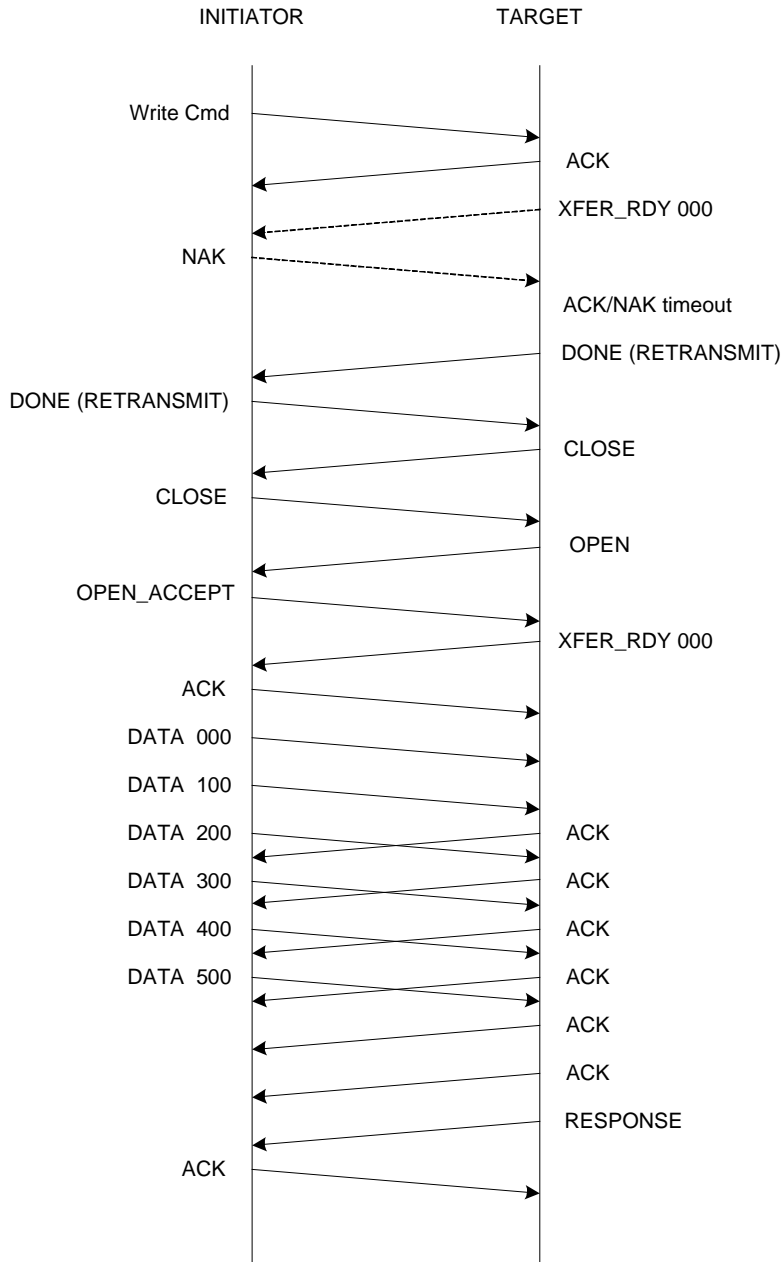 INITIATOR TARGET
Write Cmd
ACK
XFER_RDY 000
NAK
ACK/NAK timeout
DONE (RETRANSMIT)
DONE (RETRANSMIT)
CLOSE
CLOSE
OPEN
OPEN_ACCEPT
XFER_RDY 000
ACK
DATA 000
DATA 100
DATA 200 ACK
DATA 300 ACK
DATA 400 ACK
DATA 500 ACK
ACK
ACK
RESPONSE
ACK